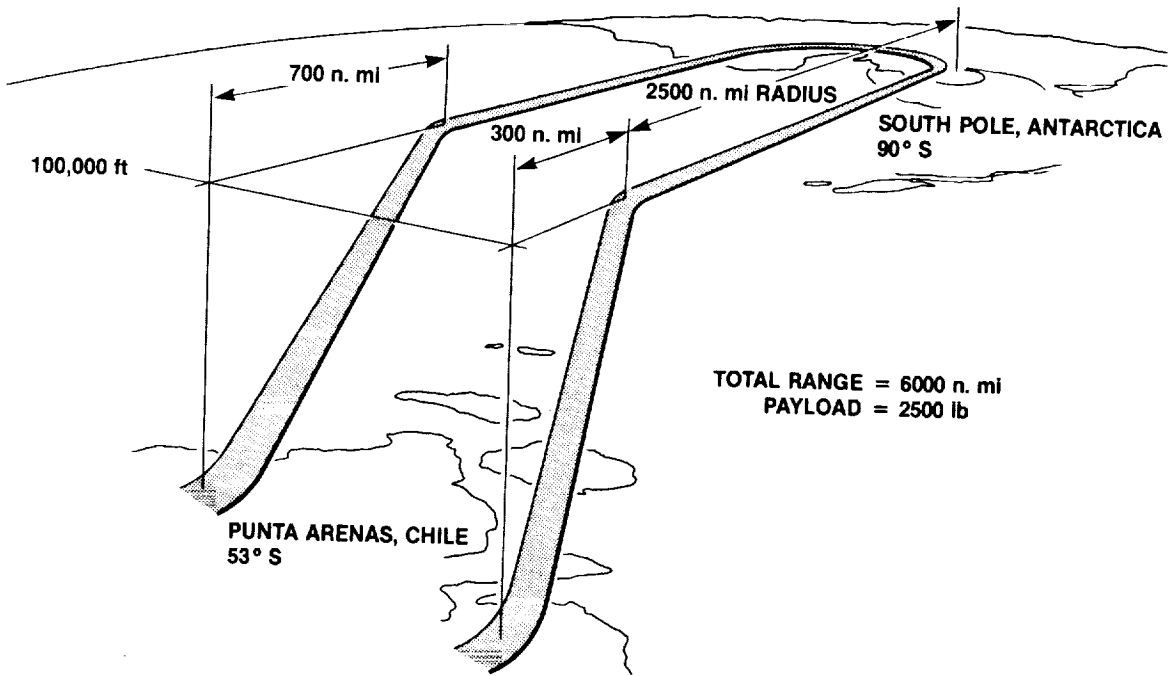 700 n. mi
2500 n. mi RADIUS
300 n. mi
SOUTH POLE, ANTARCTICA
90° S
100,000 ft
TOTAL RANGE = 6000 n. mi
PAYLOAD = 2500 lb
PUNTA ARENAS, CHILE
53° S